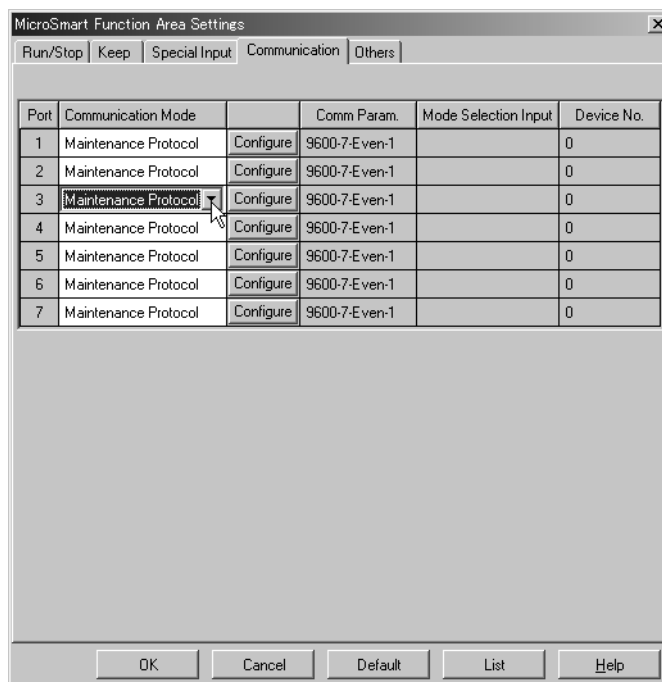 MicroSmart Function Area Settings
Run/Stop Keep Special Input Communication Others
Port Communication Mode Comm Param. Mode Selection Input Device No.
1 Maintenance Protocol Configure 9600-7-Even-1 0
2 Maintenance Protocol Configure 9600-7-Even-1 0
3 Maintenance Protocol Configure 9600-7-Even-1 0
4 Maintenance Protocol Configure 9600-7-Even-1 0
5 Maintenance Protocol Configure 9600-7-Even-1 0
6 Maintenance Protocol Configure 9600-7-Even-1 0
7 Maintenance Protocol Configure 9600-7-Even-1 0
OK Cancel Default List Help